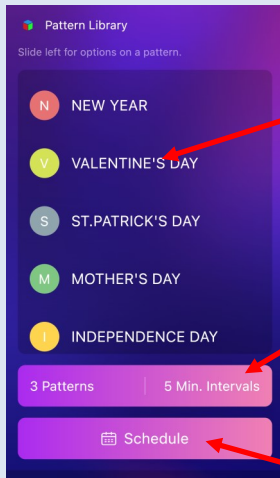 Pattern Library
Slide left for options on a pattern.
N NEW YEAR
V VALENTINE'S DAY
S ST.PATRICK'S DAY
M MOTHER'S DAY
I INDEPENDENCE DAY
3 Patterns 5 Min. Intervals
Schedule